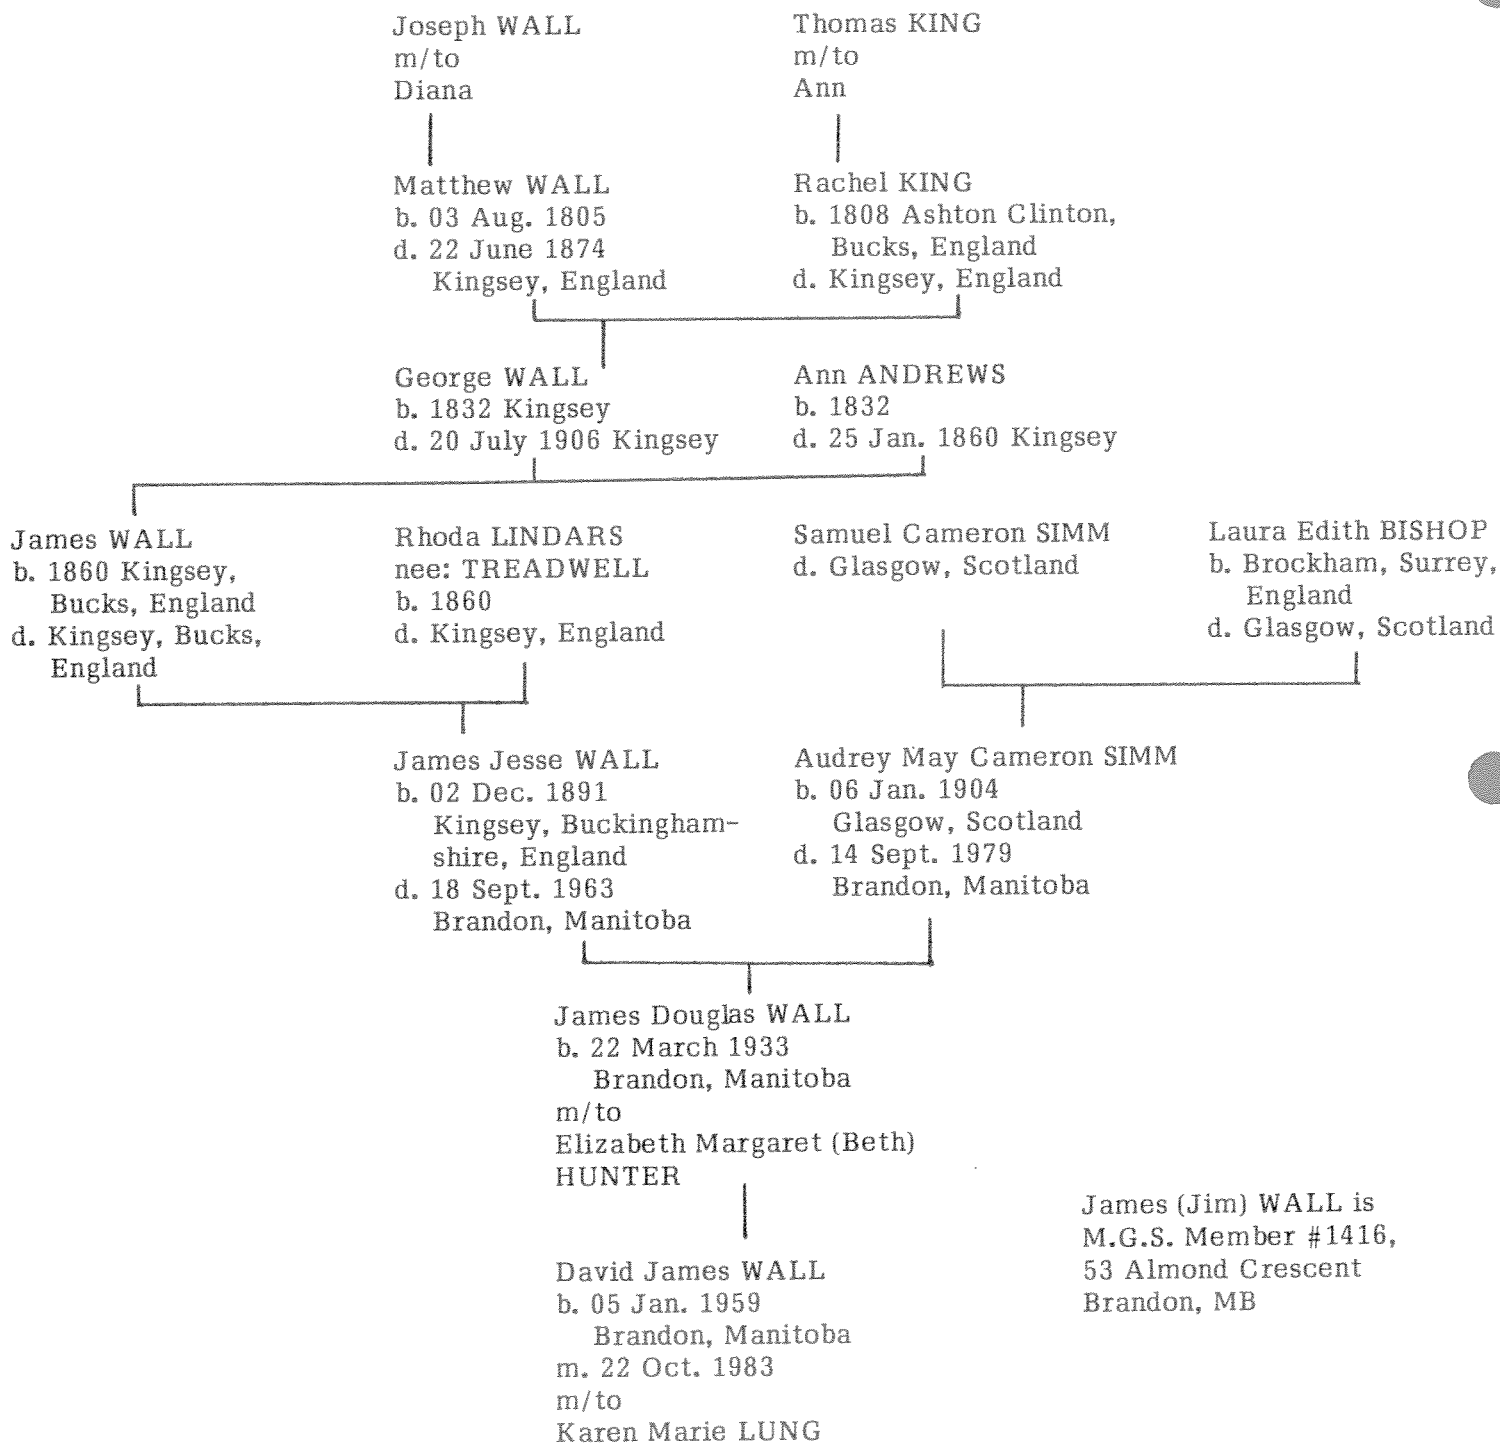 Joseph WALL
m/to
Diana
Thomas KING
m/to
Ann
Matthew WALL
b. 03 Aug. 1805
d. 22 June 1874
Kingsey, England
Rachel KING
b. 1808 Ashton Clinton,
Bucks, England
d. Kingsey, England
George WALL
b. 1832 Kingsey
d. 20 July 1906 Kingsey
Ann ANDREWS
b. 1832
d. 25 Jan. 1860 Kingsey
James WALL
b. 1860 Kingsey,
Bucks, England
d. Kingsey, Bucks,
England
Rhoda LINDARS
nee: TREADWELL
b. 1860
d. Kingsey, England
Samuel Cameron SIMM
d. Glasgow, Scotland
Laura Edith BISHOP
b. Brockham, Surrey,
England
d. Glasgow, Scotland
James Jesse WALL
b. 02 Dec. 1891
Kingsey, Buckingham-
shire, England
d. 18 Sept. 1963
Brandon, Manitoba
Audrey May Cameron SIMM
b. 06 Jan. 1904
Glasgow, Scotland
d. 14 Sept. 1979
Brandon, Manitoba
James Douglas WALL
b. 22 March 1933
Brandon, Manitoba
m/to
Elizabeth Margaret (Beth)
HUNTER
David James WALL
b. 05 Jan. 1959
Brandon, Manitoba
m. 22 Oct. 1983
m/to
Karen Marie LUNG
James (Jim) WALL is
M.G.S. Member #1416,
53 Almond Crescent
Brandon, MB